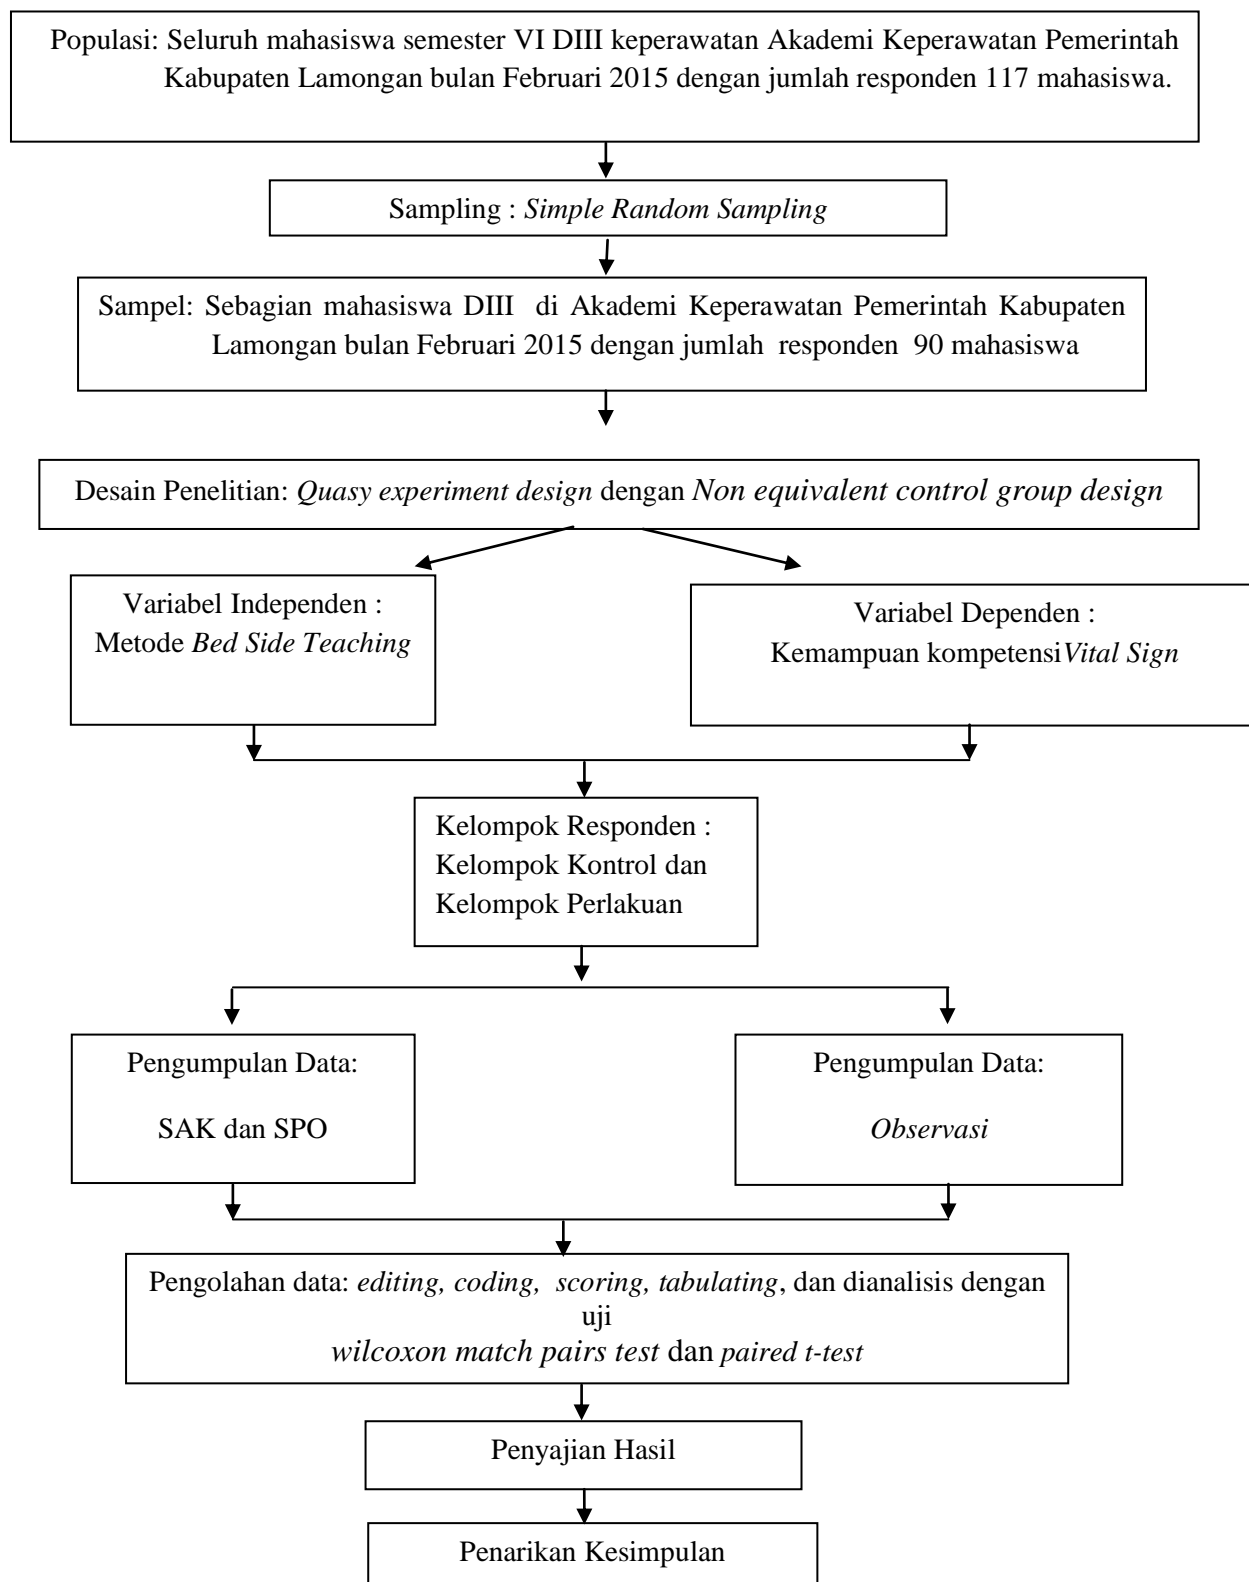 Populasi: Seluruh mahasiswa semester VI DIII keperawatan Akademi Keperawatan Pemerintah
Kabupaten Lamongan bulan Februari 2015 dengan jumlah responden 117 mahasiswa.
Sampling : Simple Random Sampling
Sampel: Sebagian mahasiswa DIII di Akademi Keperawatan Pemerintah Kabupaten
Lamongan bulan Februari 2015 dengan jumlah responden 90 mahasiswa
Desain Penelitian: Quasy experiment design dengan Non equivalent control group design
Variabel Independen :
Metode Bed Side Teaching
Variabel Dependen :
Kemampuan kompetensiVital Sign
Kelompok Responden :
Kelompok Kontrol dan
Kelompok Perlakuan
Pengumpulan Data:
SAK dan SPO
Pengumpulan Data:
Observasi
Pengolahan data: editing, coding, scoring, tabulating, dan dianalisis dengan
uji
wilcoxon match pairs test dan paired t-test
Penyajian Hasil
Penarikan Kesimpulan